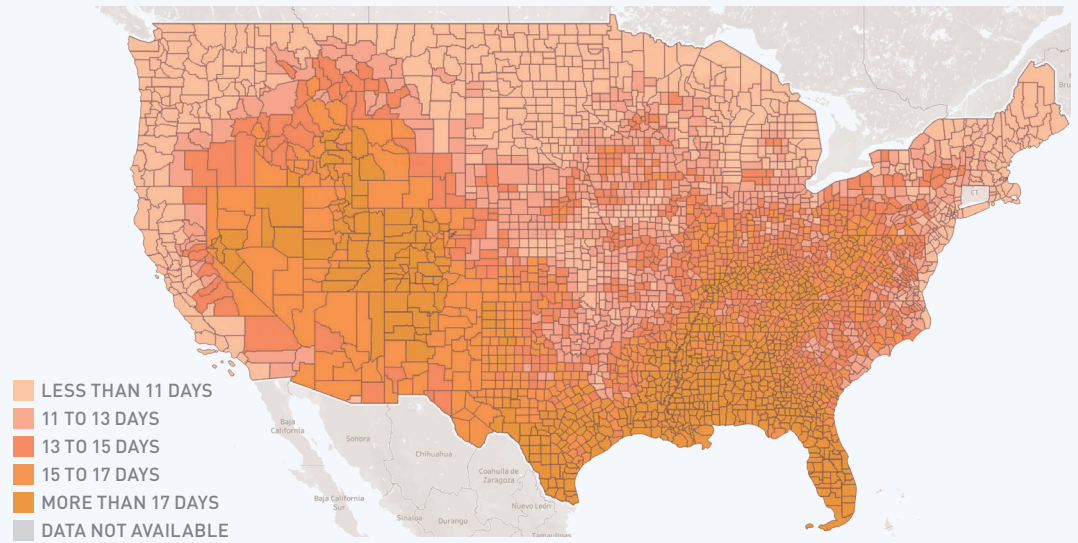 Bru
CT
LESS THAN 11 DAYS
11 TO 13 DAYS
13 TO 15 DAYS
15 TO 17 DAYS
MORE THAN 17 DAYS
DATA NOT AVAILABLE
Baja
California
Sonora
Chihuahua
Coahuila de
Zaragoza
Baja California
Sur
Nuevo León
Sinaloa
Durango
Tamaulipas